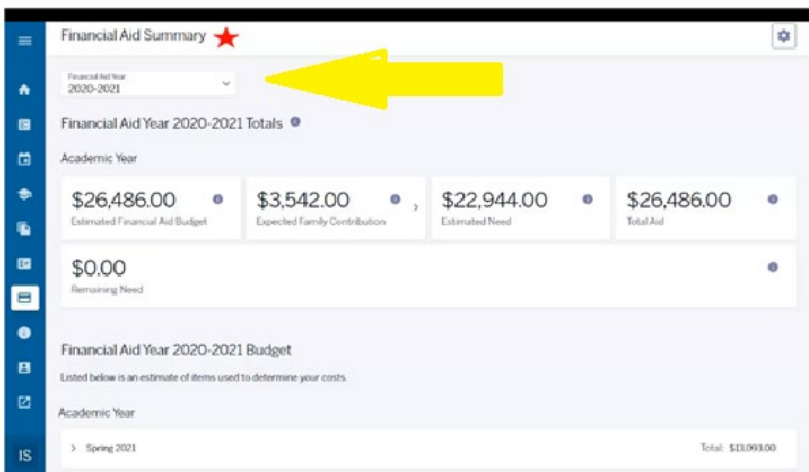 Financial Aid Summary
Financial Aid Year
2020-2021
Financial Aid Year 2020-2021 Totals
Academic Year
$26,486.00
Estimated Financial Aid Budget
$3,542.00
Expected Family Contribution
$22,944.00
Estimated Need
$26,486.00
Total Aid
$0.00
Remaining Need
Financial Aid Year 2020-2021 Budget
Listed below is an estimate of items used to determine your costs.
Academic Year
Spring 2021 Total:
IS